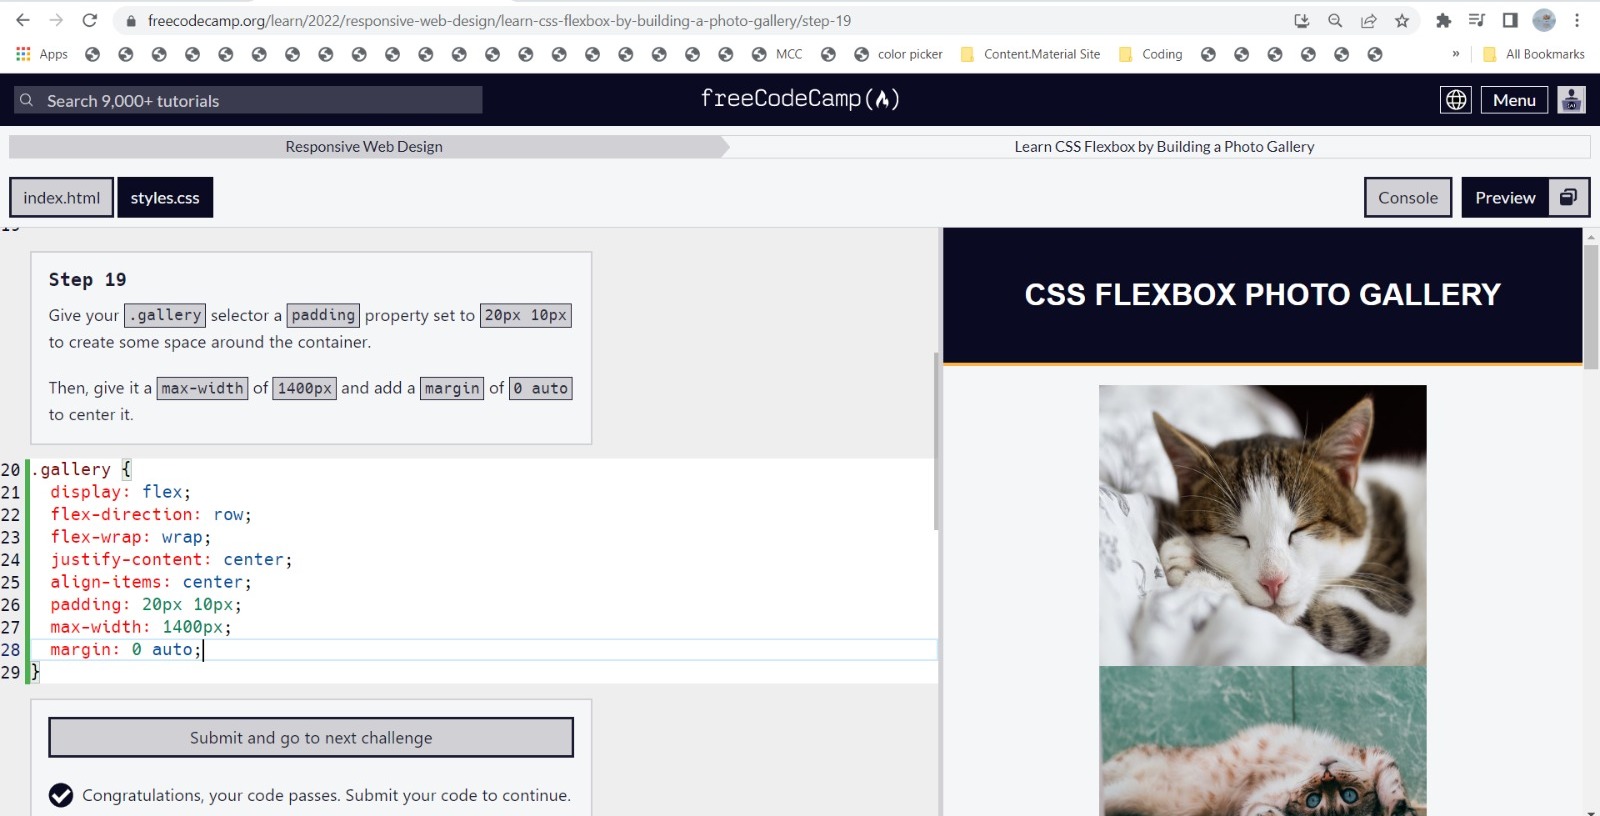 freecodecamp.org/learn/2022/responsive-web-design/learn-css-flexbox-by-building-a-photo-gallery/step-19
Apps MCC color picker Content.Material Site Coding » All Bookmarks
Search 9,000+ tutorials freeCodeCamp Menu
Responsive Web Design Learn CSS Flexbox by Building a Photo Gallery
index.html styles.css Console Preview
Step 19
Give your .gallery selector a padding property set to 20px 10px
to create some space around the container.
Then, give it a max-width of 1400px and add a margin of 0 auto
to center it.
20 .gallery {
21 display: flex;
22 flex-direction: row;
23 flex-wrap: wrap;
24 justify-content: center;
25 align-items: center;
26 padding: 20px 10px;
27 max-width: 1400px;
28 margin: 0 auto;
29 }
Submit and go to next challenge
Congratulations, your code passes. Submit your code to continue.
CSS FLEXBOX PHOTO GALLERY